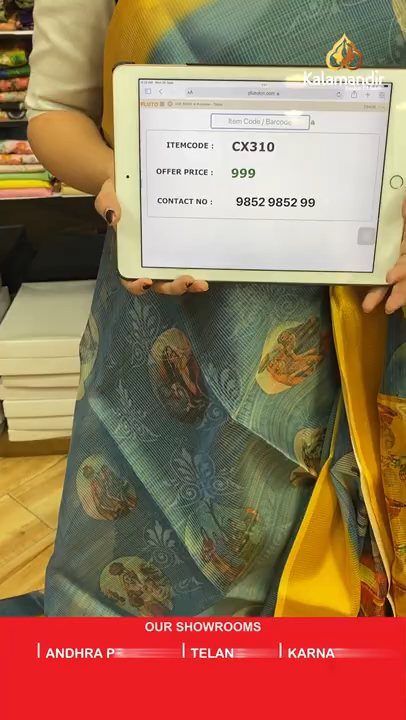 Kalamandir
Item Code / Barcode
ITEMCODE : CX310
OFFER PRICE : 999
CONTACT NO : 9852 9852 99
OUR SHOWROOMS
ANDHRA P
TELAN
KARNA